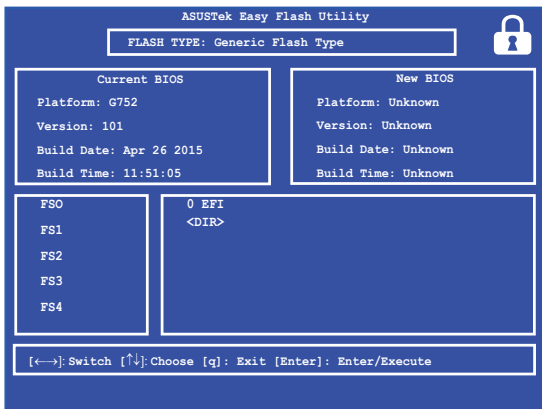 ASUSTek Easy Flash Utility
FLASH TYPE: Generic Flash Type
Current BIOS
Platform: G752
Version: 101
Build Date: Apr 26 2015
Build Time: 11:51:05
New BIOS
Platform: Unknown
Version: Unknown
Build Date: Unknown
Build Time: Unknown
FSO
FS1
FS2
FS3
FS4
0 EFI
<DIR>
[←→]: Switch [↑↓]: Choose [q]: Exit [Enter]: Enter/Execute